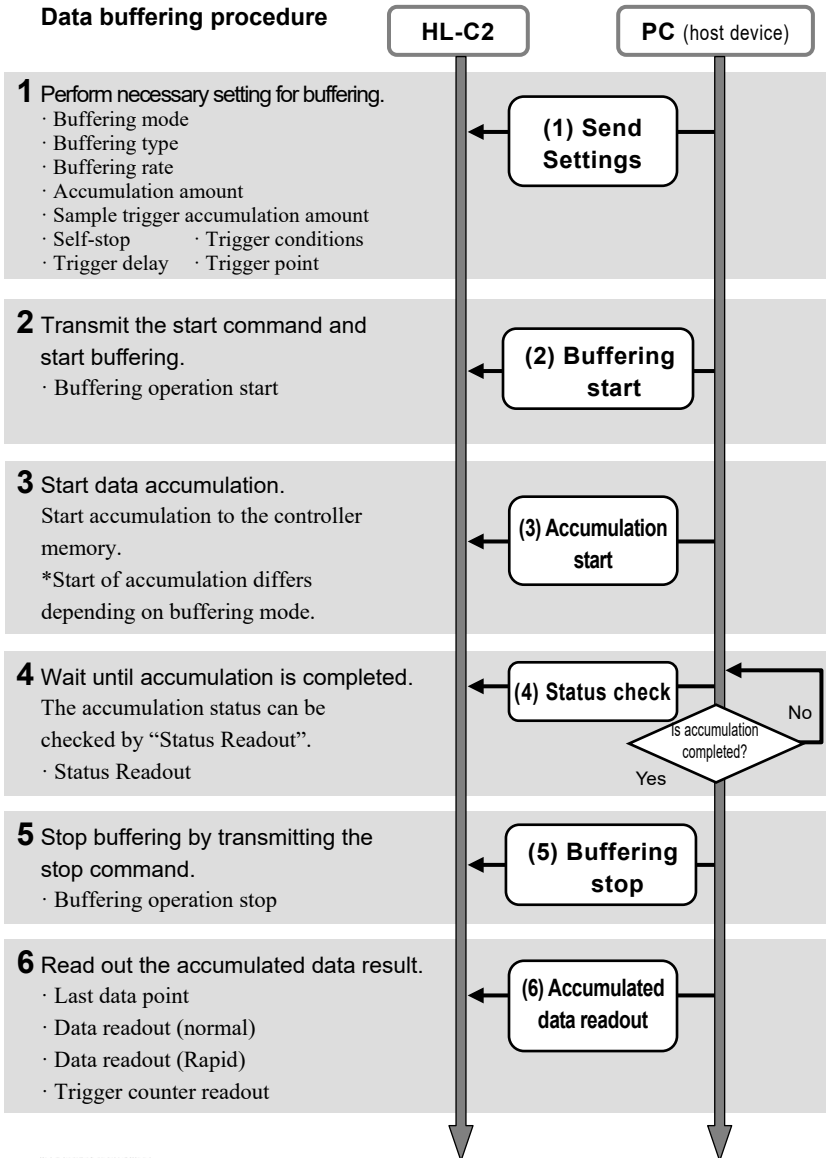 Data buffering procedure
HL-C2
PC (host device)
1 Perform necessary setting for buffering.
· Buffering mode
· Buffering type
· Buffering rate
· Accumulation amount
· Sample trigger accumulation amount
· Self-stop · Trigger conditions
· Trigger delay · Trigger point
(1) Send
Settings
2 Transmit the start command and
start buffering.
· Buffering operation start
(2) Buffering
start
3 Start data accumulation.
Start accumulation to the controller
memory.
*Start of accumulation differs
depending on buffering mode.
(3) Accumulation
start
4 Wait until accumulation is completed.
The accumulation status can be
checked by “Status Readout”.
· Status Readout
(4) Status check
Is accumulation
completed?
No
Yes
5 Stop buffering by transmitting the
stop command.
· Buffering operation stop
(5) Buffering
stop
6 Read out the accumulated data result.
· Last data point
· Data readout (normal)
· Data readout (Rapid)
· Trigger counter readout
(6) Accumulated
data readout